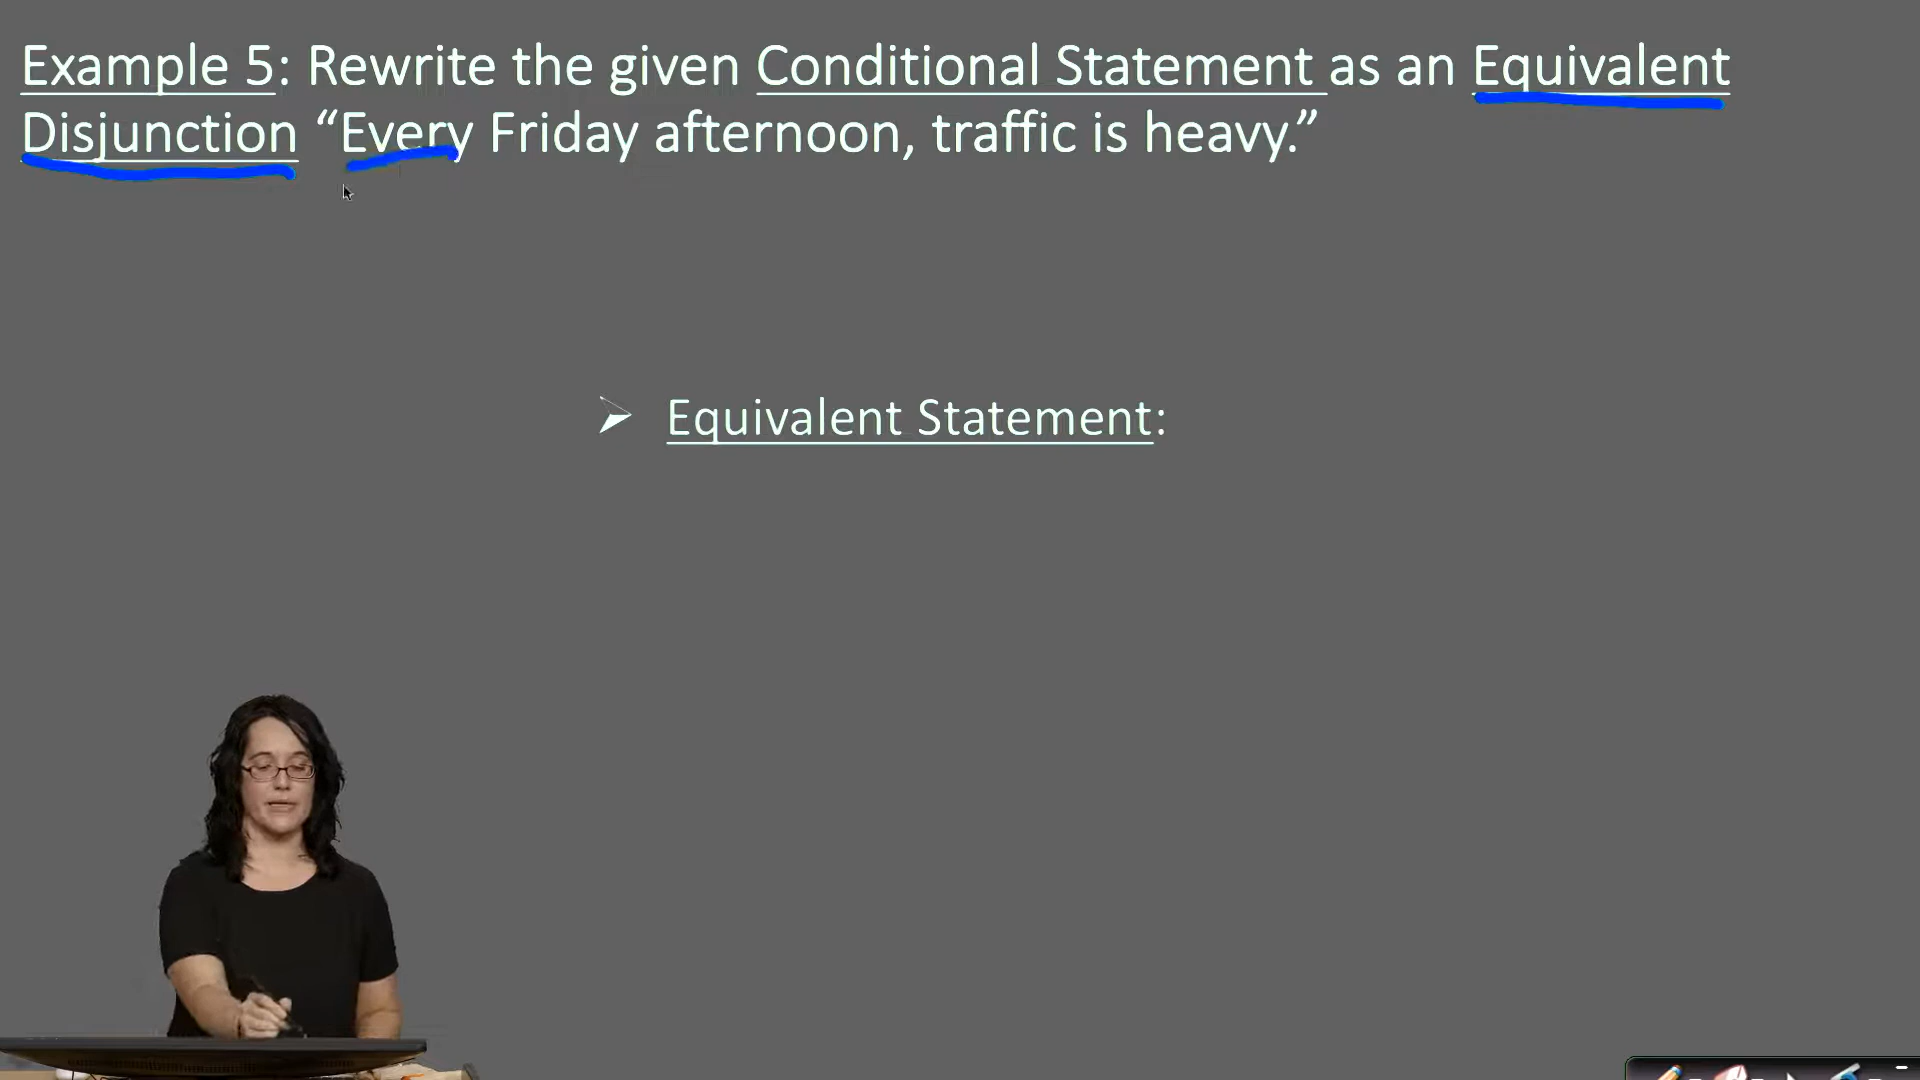 Example 5: Rewrite the given Conditional Statement as an Equivalent
Disjunction “Every Friday afternoon, traffic is heavy.”
➢ Equivalent Statement: